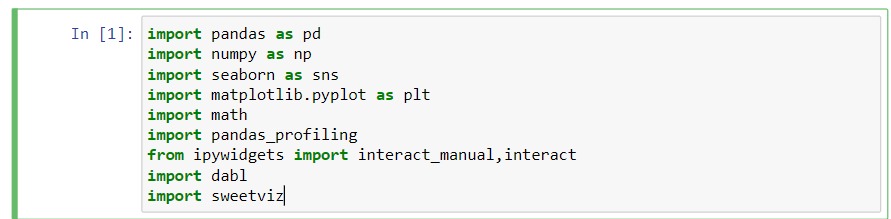 In [1]: import pandas as pd
import numpy as np
import seaborn as sns
import matplotlib.pyplot as plt
import math
import pandas_profiling
from ipywidgets import interact_manual,interact
import dabl
import sweetviz